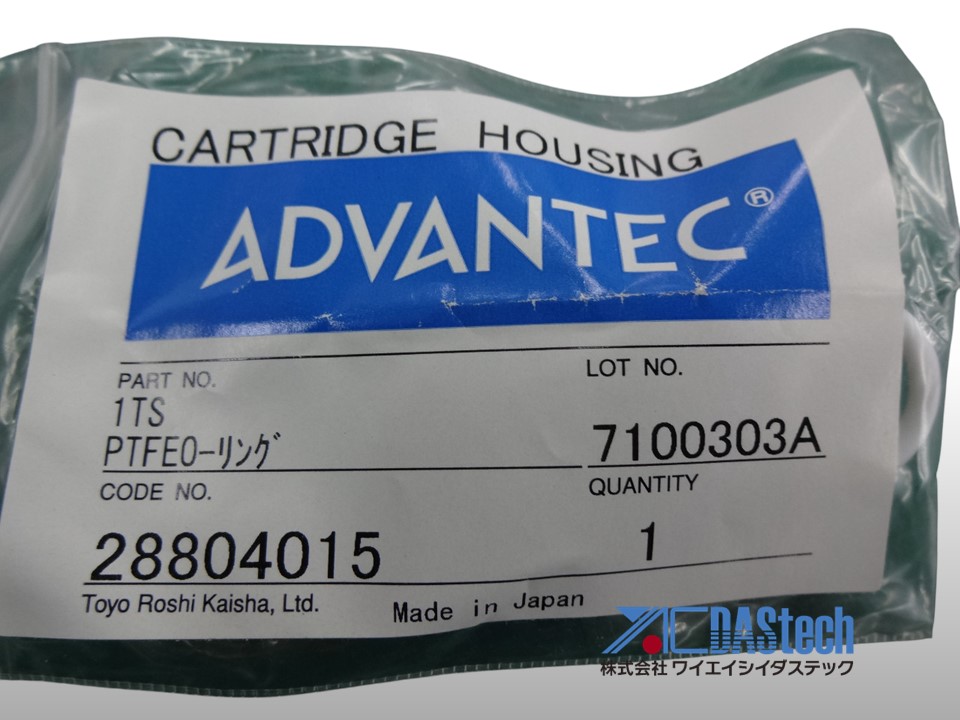 CARTRIDGE HOUSING
ADVANTEC®
PART NO.
1TS
PTFEO-リング
LOT NO.
7100303A
CODE NO.
28804015
QUANTITY
1
Toyo Roshi Kaisha, Ltd.
Made in Japan
YAC DAStech
株式会社 ワイエイシイダステック